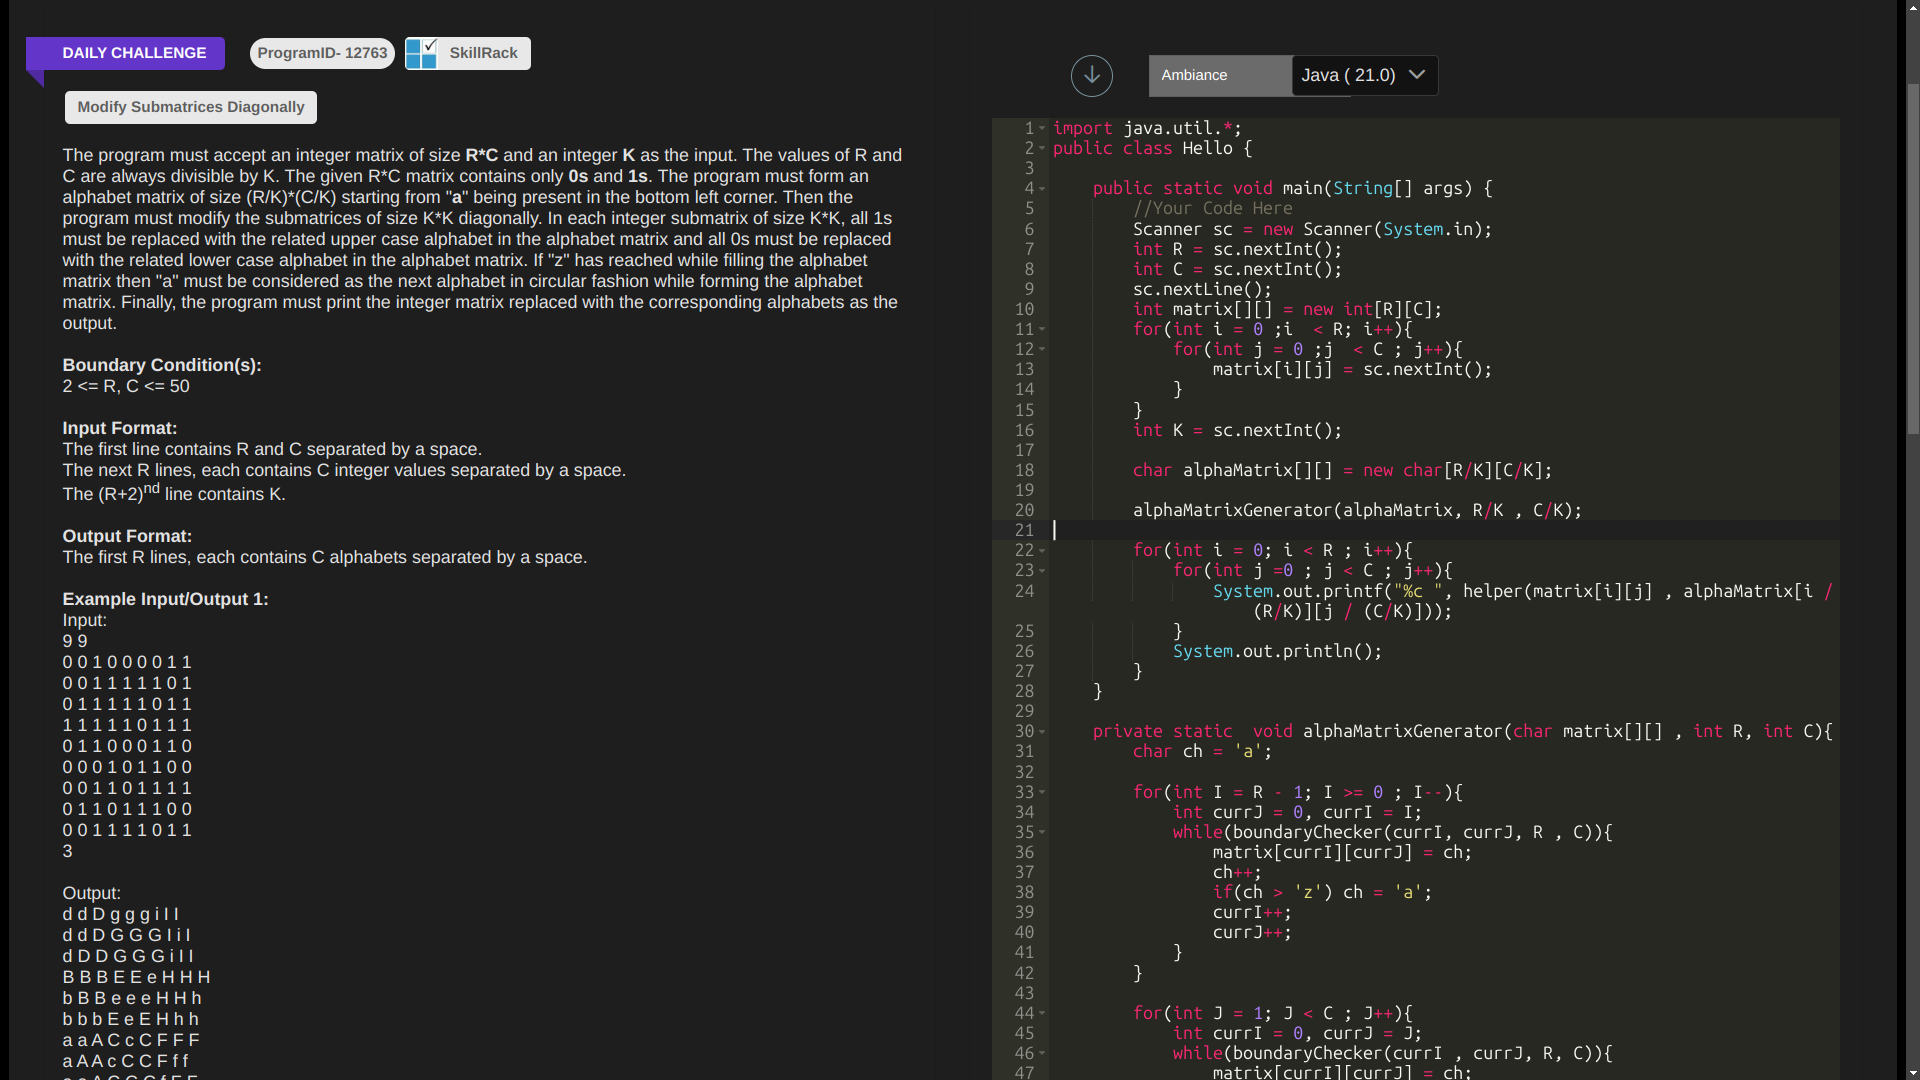 DAILY CHALLENGE
ProgramID- 12763
SkillRack
Modify Submatrices Diagonally
The program must accept an integer matrix of size R*C and an integer K as the input. The values of R and
C are always divisible by K. The given R*C matrix contains only 0s and 1s. The program must form an
alphabet matrix of size (R/K)*(C/K) starting from "a" being present in the bottom left corner. Then the
program must modify the submatrices of size K*K diagonally. In each integer submatrix of size K*K, all 1s
must be replaced with the related upper case alphabet in the alphabet matrix and all 0s must be replaced
with the related lower case alphabet in the alphabet matrix. If "z" has reached while filling the alphabet
matrix then "a" must be considered as the next alphabet in circular fashion while forming the alphabet
matrix. Finally, the program must print the integer matrix replaced with the corresponding alphabets as the
output.
Boundary Condition(s):
2 <= R, C <= 50
Input Format:
The first line contains R and C separated by a space.
The next R lines, each contains C integer values separated by a space.
The (R+2)nd line contains K.
Output Format:
The first R lines, each contains C alphabets separated by a space.
Example Input/Output 1:
Input:
9 9
0 0 1 0 0 0 0 1 1
0 0 1 1 1 1 1 0 1
0 1 1 1 1 1 0 1 1
1 1 1 1 1 0 1 1 1
0 1 1 0 0 0 1 1 0
0 0 0 1 0 1 1 0 0
0 0 1 1 0 1 1 1 1
0 1 1 0 1 1 1 0 0
0 0 1 1 1 1 0 1 1
3
Output:
d d D g g g i I I
d d D G G G I i I
d D D G G G i I I
B B B E E e H H H
b B B e e e H H h
b b b E e E H h h
a a A C c C F F F
a A A c C C F f f
Ambiance
Java ( 21.0)
1 import java.util.*;
2 public class Hello {
3
4 public static void main(String[] args) {
5 //Your Code Here
6 Scanner sc = new Scanner(System.in);
7 int R = sc.nextInt();
8 int C = sc.nextInt();
9 sc.nextLine();
10 int matrix[][] = new int[R][C];
11 for(int i = 0 ;i  < R; i++){
12 for(int j = 0 ;j  < C ; j++){
13 matrix[i][j] = sc.nextInt();
14 }
15 }
16 int K = sc.nextInt();
17
18 char alphaMatrix[][] = new char[R/K][C/K];
19
20 alphaMatrixGenerator(alphaMatrix, R/K , C/K);
21
22 for(int i = 0; i < R ; i++){
23 for(int j =0 ; j < C ; j++){
24 System.out.printf("%c ", helper(matrix[i][j] , alphaMatrix[i /
(R/K)][j / (C/K)]));
25 }
26 System.out.println();
27 }
28 }
29
30 private static  void alphaMatrixGenerator(char matrix[][] , int R, int C){
31 char ch = 'a';
32
33 for(int I = R - 1; I >= 0 ; I--){
34 int currJ = 0, currI = I;
35 while(boundaryChecker(currI, currJ, R , C)){
36 matrix[currI][currJ] = ch;
37 ch++;
38 if(ch > 'z') ch = 'a';
39 currI++;
40 currJ++;
41 }
42 }
43
44 for(int J = 1; J < C ; J++){
45 int currI = 0, currJ = J;
46 while(boundaryChecker(currI , currJ, R, C)){
47 matrix[currI][currJ] = ch;